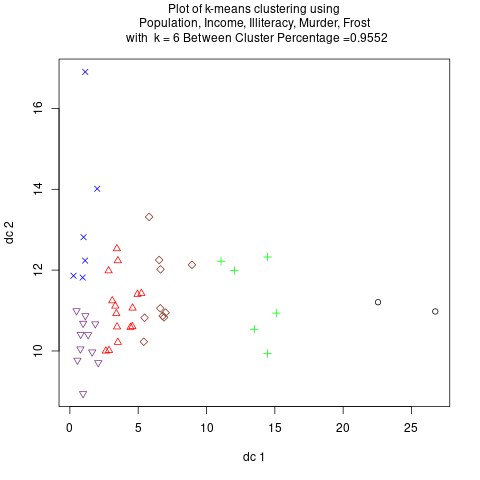 Plot of k-means clustering using
Population, Income, Illiteracy, Murder, Frost
with k = 6 Between Cluster Percentage =0.9552
16
14
12
10
dc 2
0 5 10 15 20 25
dc 1